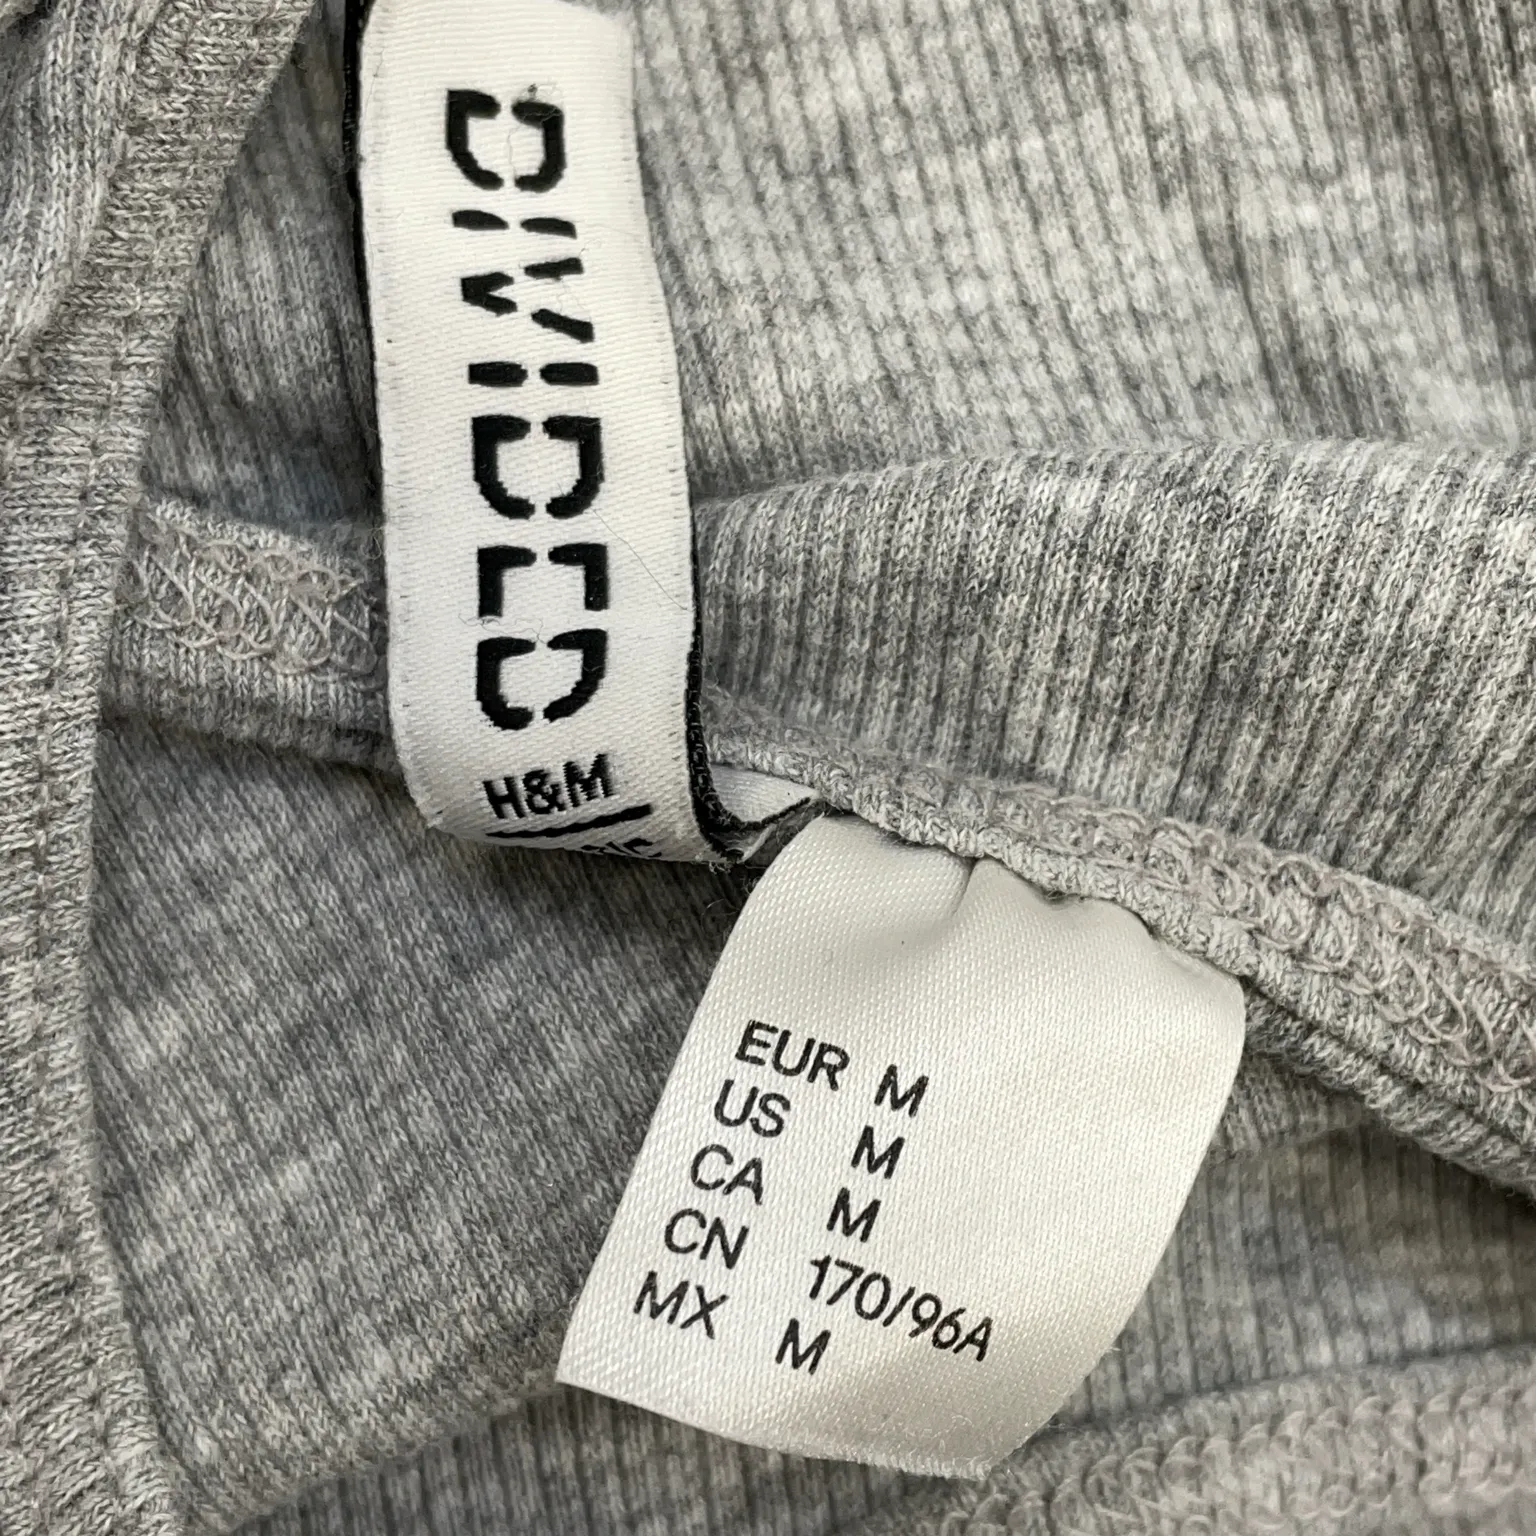 DIVIDED
H&M
EUR M
US M
CA M
CN 170/96A
MX M